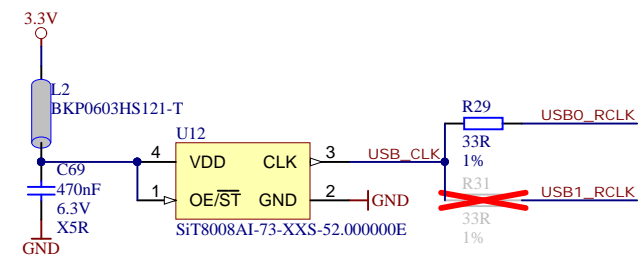 3.3V
L2
BKP0603HS121-T
C69
470nF
6.3V
X5R
GND
U12
4
VDD
CLK
3
1
OE/ST
GND
2
GND
SiT8008AI-73-XXS-52.000000E
USB_CLK
R29
33R
1%
USB0_RCLK
R31
33R
1%
USB1_RCLK